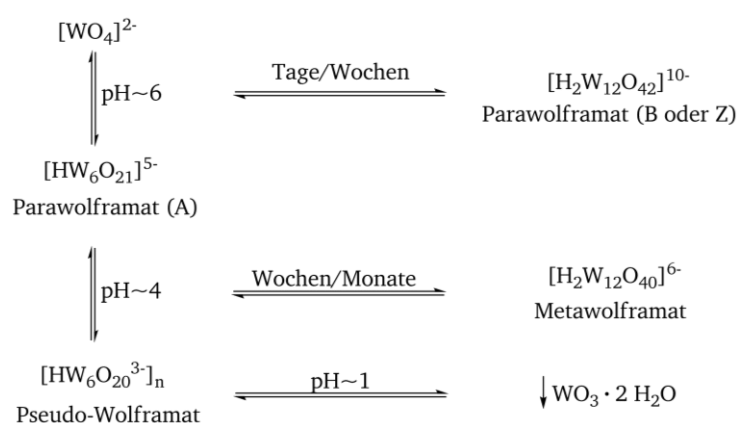 [WO₄]²⁻
pH~6
Tage/Wochen
[H₂W₁₂O₄₂]¹⁰⁻
Parawolframat (B oder Z)
[HW₆O₂₁]⁵⁻
Parawolframat (A)
pH~4
Wochen/Monate
[H₂W₁₂O₄₀]⁶⁻
Metawolframat
[HW₆O₂₀³⁻]ₙ
Pseudo-Wolframat
pH~1
↓ WO₃ · 2 H₂O